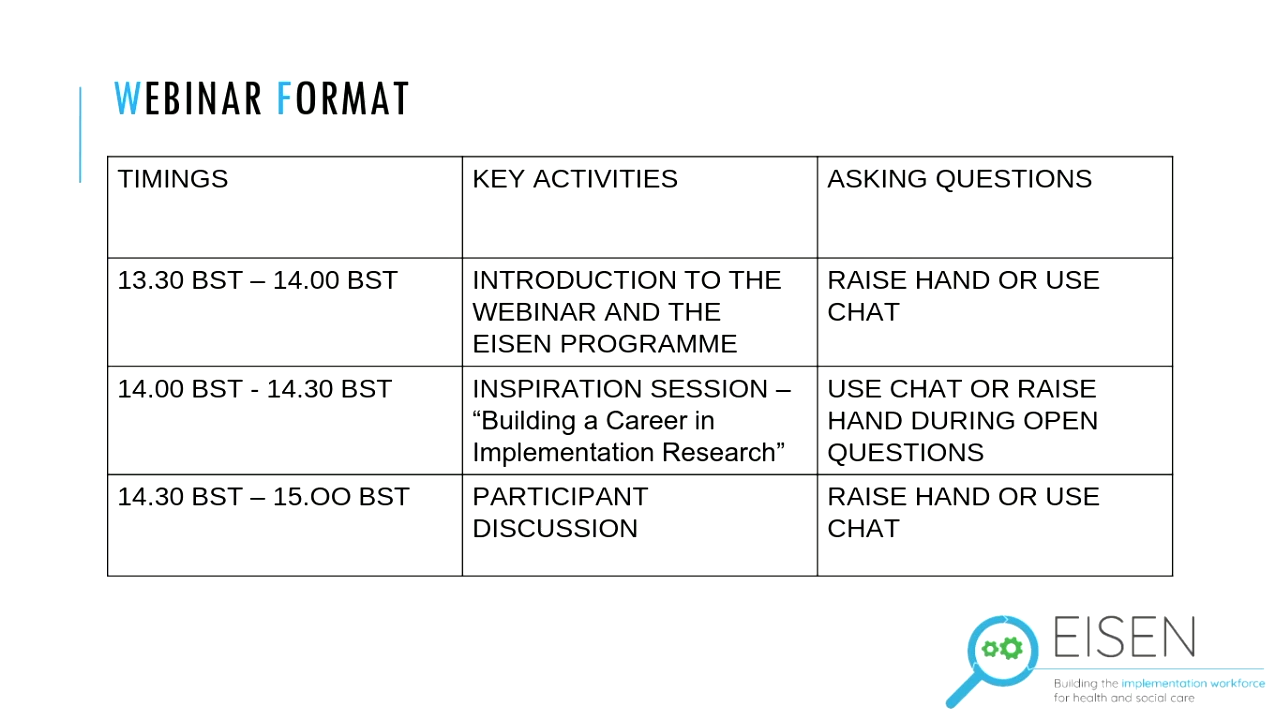 WEBINAR FORMAT
TIMINGS
KEY ACTIVITIES
ASKING QUESTIONS
13.30 BST – 14.00 BST
INTRODUCTION TO THE
WEBINAR AND THE
EISEN PROGRAMME
RAISE HAND OR USE
CHAT
14.00 BST - 14.30 BST
INSPIRATION SESSION –
“Building a Career in
Implementation Research”
USE CHAT OR RAISE
HAND DURING OPEN
QUESTIONS
14.30 BST – 15.OO BST
PARTICIPANT
DISCUSSION
RAISE HAND OR USE
CHAT
EISEN
Building the implementation workforce
for health and social care